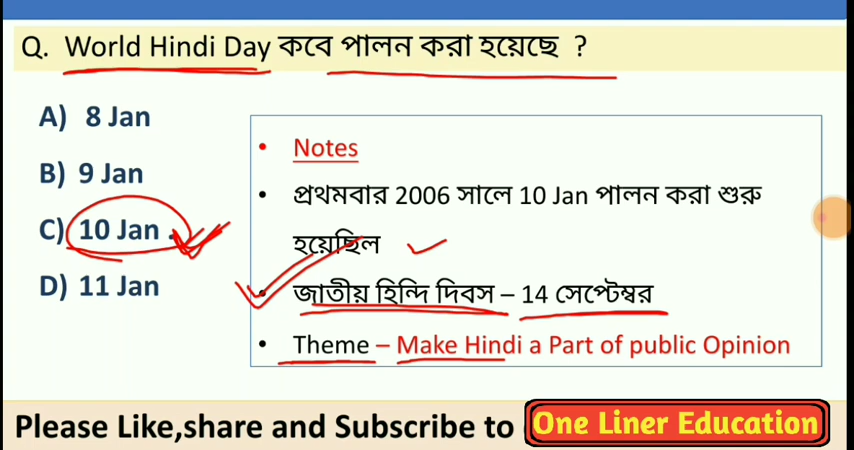 Q. World Hindi Day কবে পালন করা হয়েছে ?
A) 8 Jan
B) 9 Jan
C) 10 Jan .
D) 11 Jan
• Notes
• প্রথমবার 2006 সালে 10 Jan পালন করা শুরু
হয়েছিল
• জাতীয় হিন্দি দিবস – 14 সেপ্টেম্বর
• Theme – Make Hindi a Part of public Opinion
Please Like,share and Subscribe to
One Liner Education